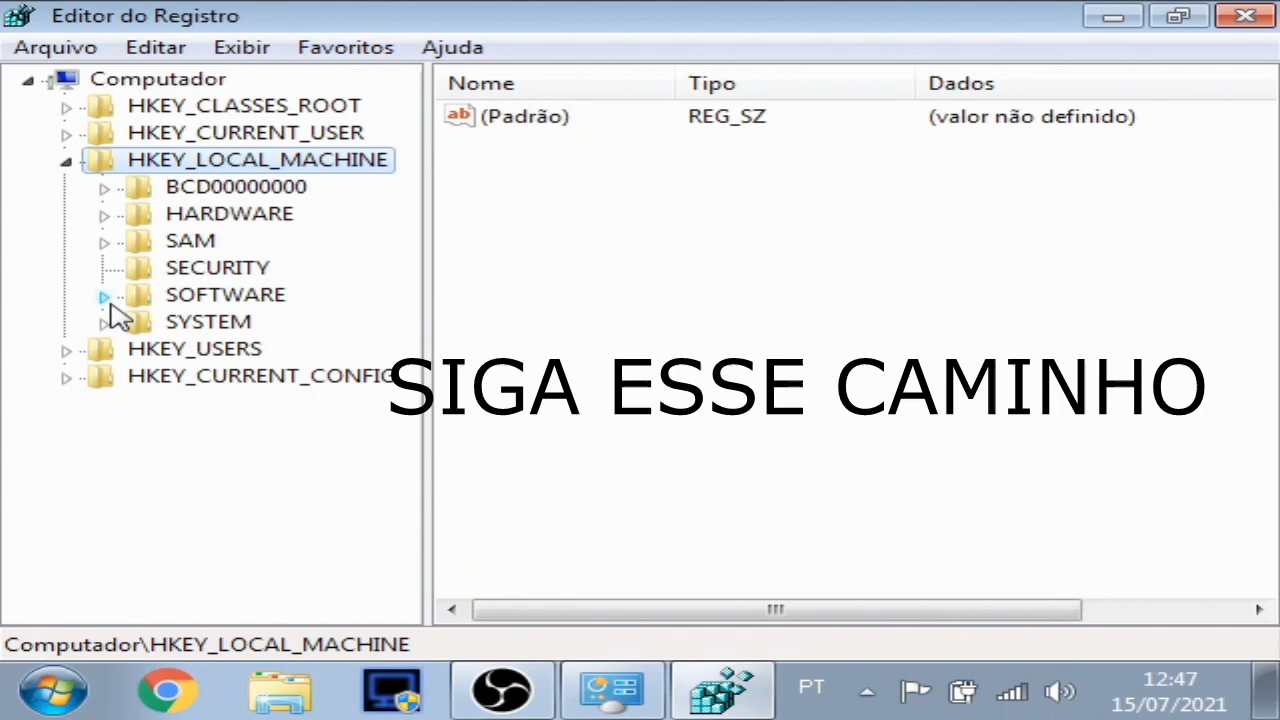 Editor do Registro
Arquivo Editar Exibir Favoritos Ajuda
Computador
HKEY_CLASSES_ROOT
HKEY_CURRENT_USER
HKEY_LOCAL_MACHINE
BCD00000000
HARDWARE
SAM
SECURITY
SOFTWARE
SYSTEM
HKEY_USERS
HKEY_CURRENT_CONFIG
Nome Tipo Dados
ab (Padrão) REG_SZ (valor não definido)
SIGA ESSE CAMINHO
Computador\HKEY_LOCAL_MACHINE
PT
12:47
15/07/2021